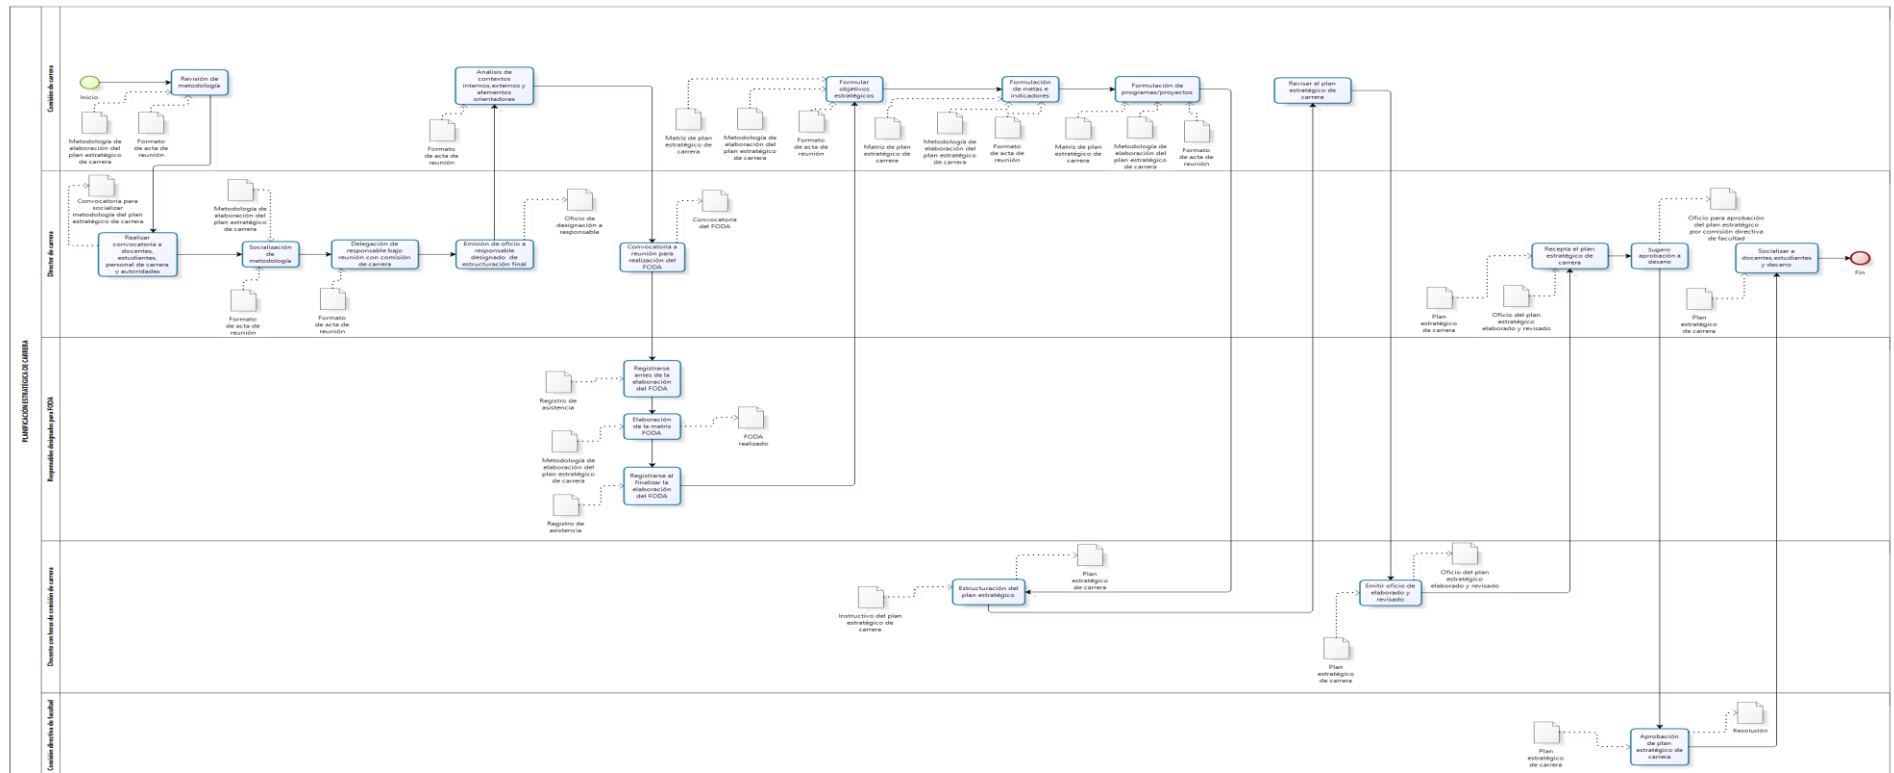 PLANIFICACIÓN ESTRATÉGICA DE CARRERA
Comisión de carrera
Inicio
Revisión de
metodología
Metodología de
elaboración del
plan estratégico
de carrera
Formato
de acta de
reunión
Análisis de
contextos
internos,externos y
elementos
orientadores
Formato
de acta de
reunión
Matriz de plan
estratégico de
carrera
Metodología de
elaboración del
plan estratégico
de carrera
Formato
de acta de
reunión
Formular
objetivos
estratégicos
Matriz de plan
estratégico de
carrera
Metodología de
elaboración del
plan estratégico
de carrera
Formato
de acta de
reunión
Formulación
de metas e
indicadores
Matriz de plan
estratégico de
carrera
Metodología de
elaboración del
plan estratégico
de carrera
Formato
de acta de
reunión
Formulación de
programas/proyectos
Revisar el plan
estratégico de
carrera
Director de carrera
Convocatoria para
socializar
metodología del plan
estratégico de carrera
Realizar
convocatoria a
docentes,
estudiantes,
personal de carrera
y autoridades
Metodología de
elaboración del
plan estratégico
de carrera
Socialización
de
metodología
Formato
de acta de
reunión
Delegación de
responsable bajo
reunión con comisión
de carrera
Formato
de acta de
reunión
Emisión de oficio a
responsable
designado de
estructuración final
Oficio de
designación a
responsable
Convocatoria a
reunión para
realización del
FODA
Convocatoria
del FODA
Plan
estratégico
de carrera
Oficio del plan
estratégico
elaborado y revisado
Recepta el plan
estratégico de
carrera
Sugerir
aprobación a
decano
Oficio para aprobación
del plan estratégico
por comisión directiva
de facultad
Plan
estratégico
de carrera
Socializar a
docentes,estudiantes
y decano
Fin
Responsables designados para FODA
Registro de
asistencia
Registrarse
antes de la
elaboración
del FODA
Metodología de
elaboración del
plan estratégico
de carrera
Elaboración
de la matriz
FODA
FODA
realizado
Registro de
asistencia
Registrarse al
finalizar la
elaboración
del FODA
Docente con horas de comisión de carrera
Instructivo del plan
estratégico de
carrera
Estructuración del
plan estratégico
Plan
estratégico
de carrera
Plan
estratégico
de carrera
Emitir oficio de
elaborado y
revisado
Oficio del plan
estratégico
elaborado y revisado
Comisión directiva de facultad
Plan
estratégico
de carrera
Aprobación
de plan
estratégico de
carrera
Resolución